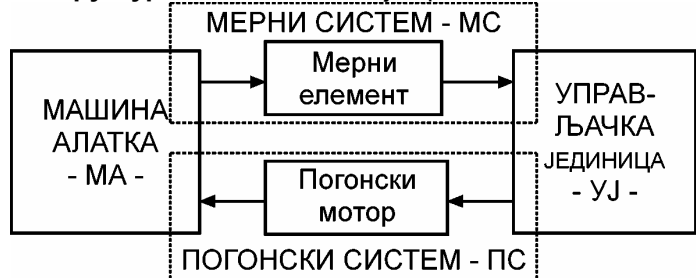 МЕРНИ СИСТЕМ - МС
Мерни
елемент
МАШИНА
АЛАТКА
- МА -
УПРАВ-
ЉАЧКА
ЈЕДИНИЦА
- УЈ -
Погонски
мотор
ПОГОНСКИ СИСТЕМ - ПС